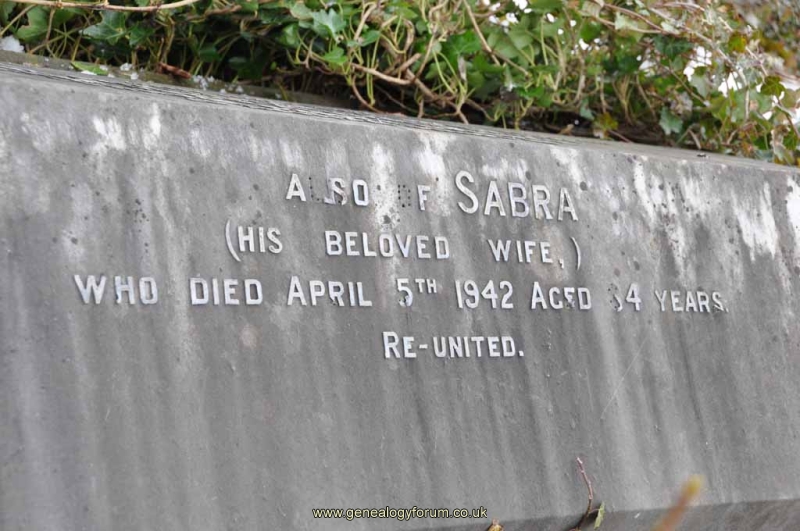 ALSO OF SABRA
(HIS BELOVED WIFE,)
WHO DIED APRIL 5TH 1942 AGED YEARS.
RE-UNITED.
www.genealogyforum.co.uk